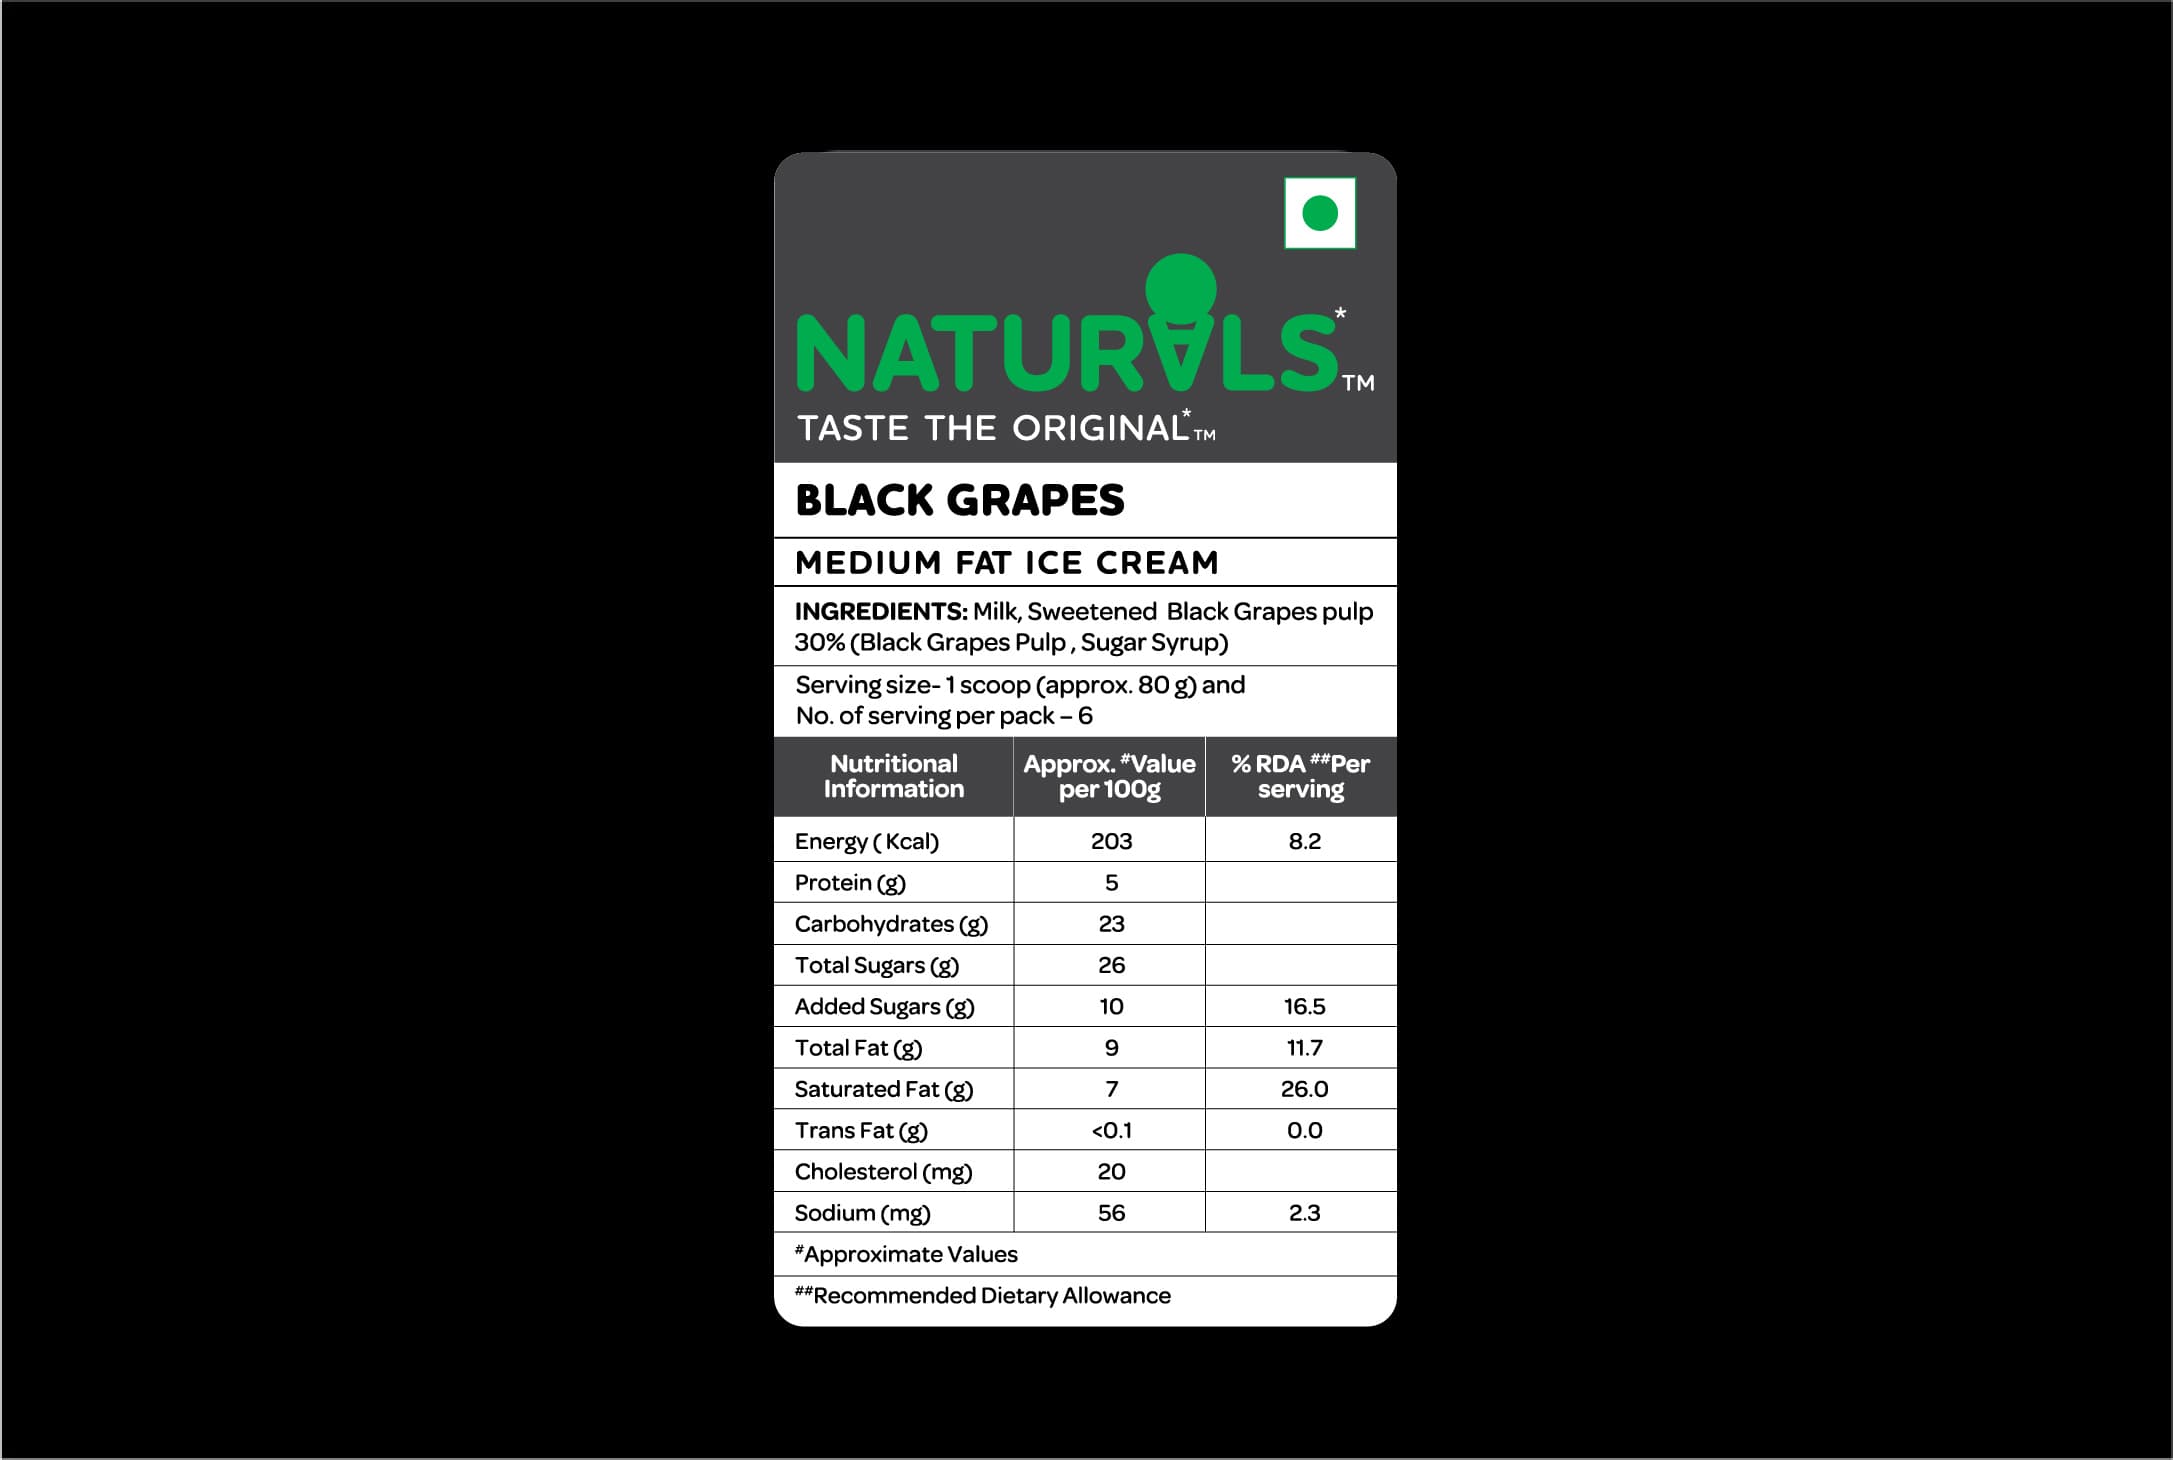 NATURALS*™
TASTE THE ORIGINAL*™
BLACK GRAPES
MEDIUM FAT ICE CREAM
INGREDIENTS: Milk, Sweetened Black Grapes pulp
30% (Black Grapes Pulp , Sugar Syrup)
Serving size- 1 scoop (approx. 80 g) and
No. of serving per pack – 6
Nutritional Information Approx. #Value per 100g % RDA ##Per serving
Energy ( Kcal) 203 8.2
Protein (g) 5
Carbohydrates (g) 23
Total Sugars (g) 26
Added Sugars (g) 10 16.5
Total Fat (g) 9 11.7
Saturated Fat (g) 7 26.0
Trans Fat (g) <0.1 0.0
Cholesterol (mg) 20
Sodium (mg) 56 2.3
#Approximate Values
##Recommended Dietary Allowance